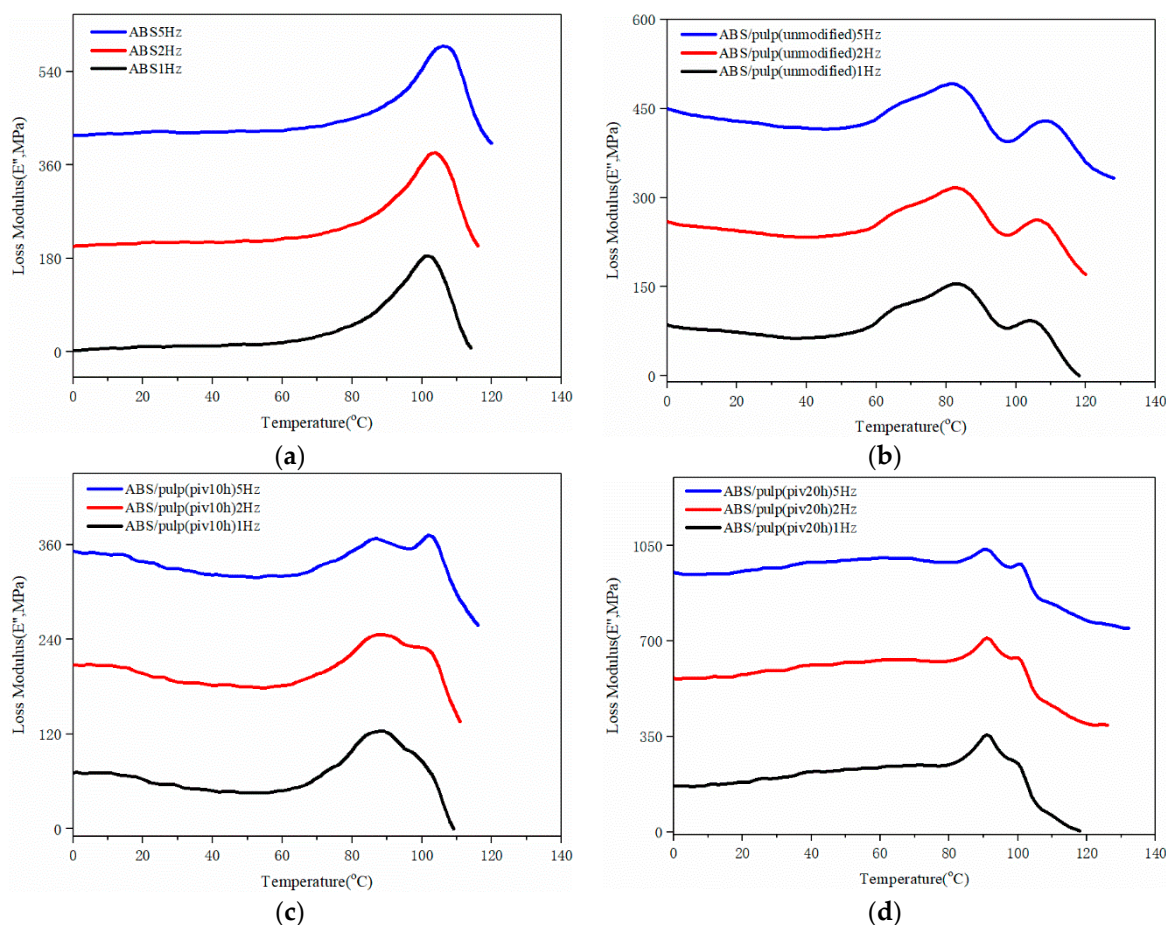 ABS5Hz
ABS2Hz
ABS1Hz
Loss Modulus(E",MPa)
540
360
180
0
0 20 40 60 80 100 120 140
Temperature(°C)
(a)
ABS/pulp(unmodified)5Hz
ABS/pulp(unmodified)2Hz
ABS/pulp(unmodified)1Hz
Loss Modulus(E",MPa)
600
450
300
150
0
0 20 40 60 80 100 120 140
Temperature(°C)
(b)
ABS/pulp(piv10h)5Hz
ABS/pulp(piv10h)2Hz
ABS/pulp(piv10h)1Hz
Loss Modulus(E",MPa)
360
240
120
0
0 20 40 60 80 100 120 140
Temperature(°C)
(c)
ABS/pulp(piv20h)5Hz
ABS/pulp(piv20h)2Hz
ABS/pulp(piv20h)1Hz
Loss Modulus(E",MPa)
1050
700
350
0
0 20 40 60 80 100 120 140
Temperature(°C)
(d)